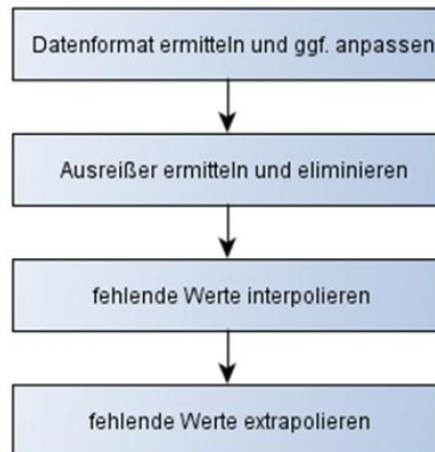 Datenformat ermitteln und ggf. anpassen
Ausreißer ermitteln und eliminieren
fehlende Werte interpolieren
fehlende Werte extrapolieren